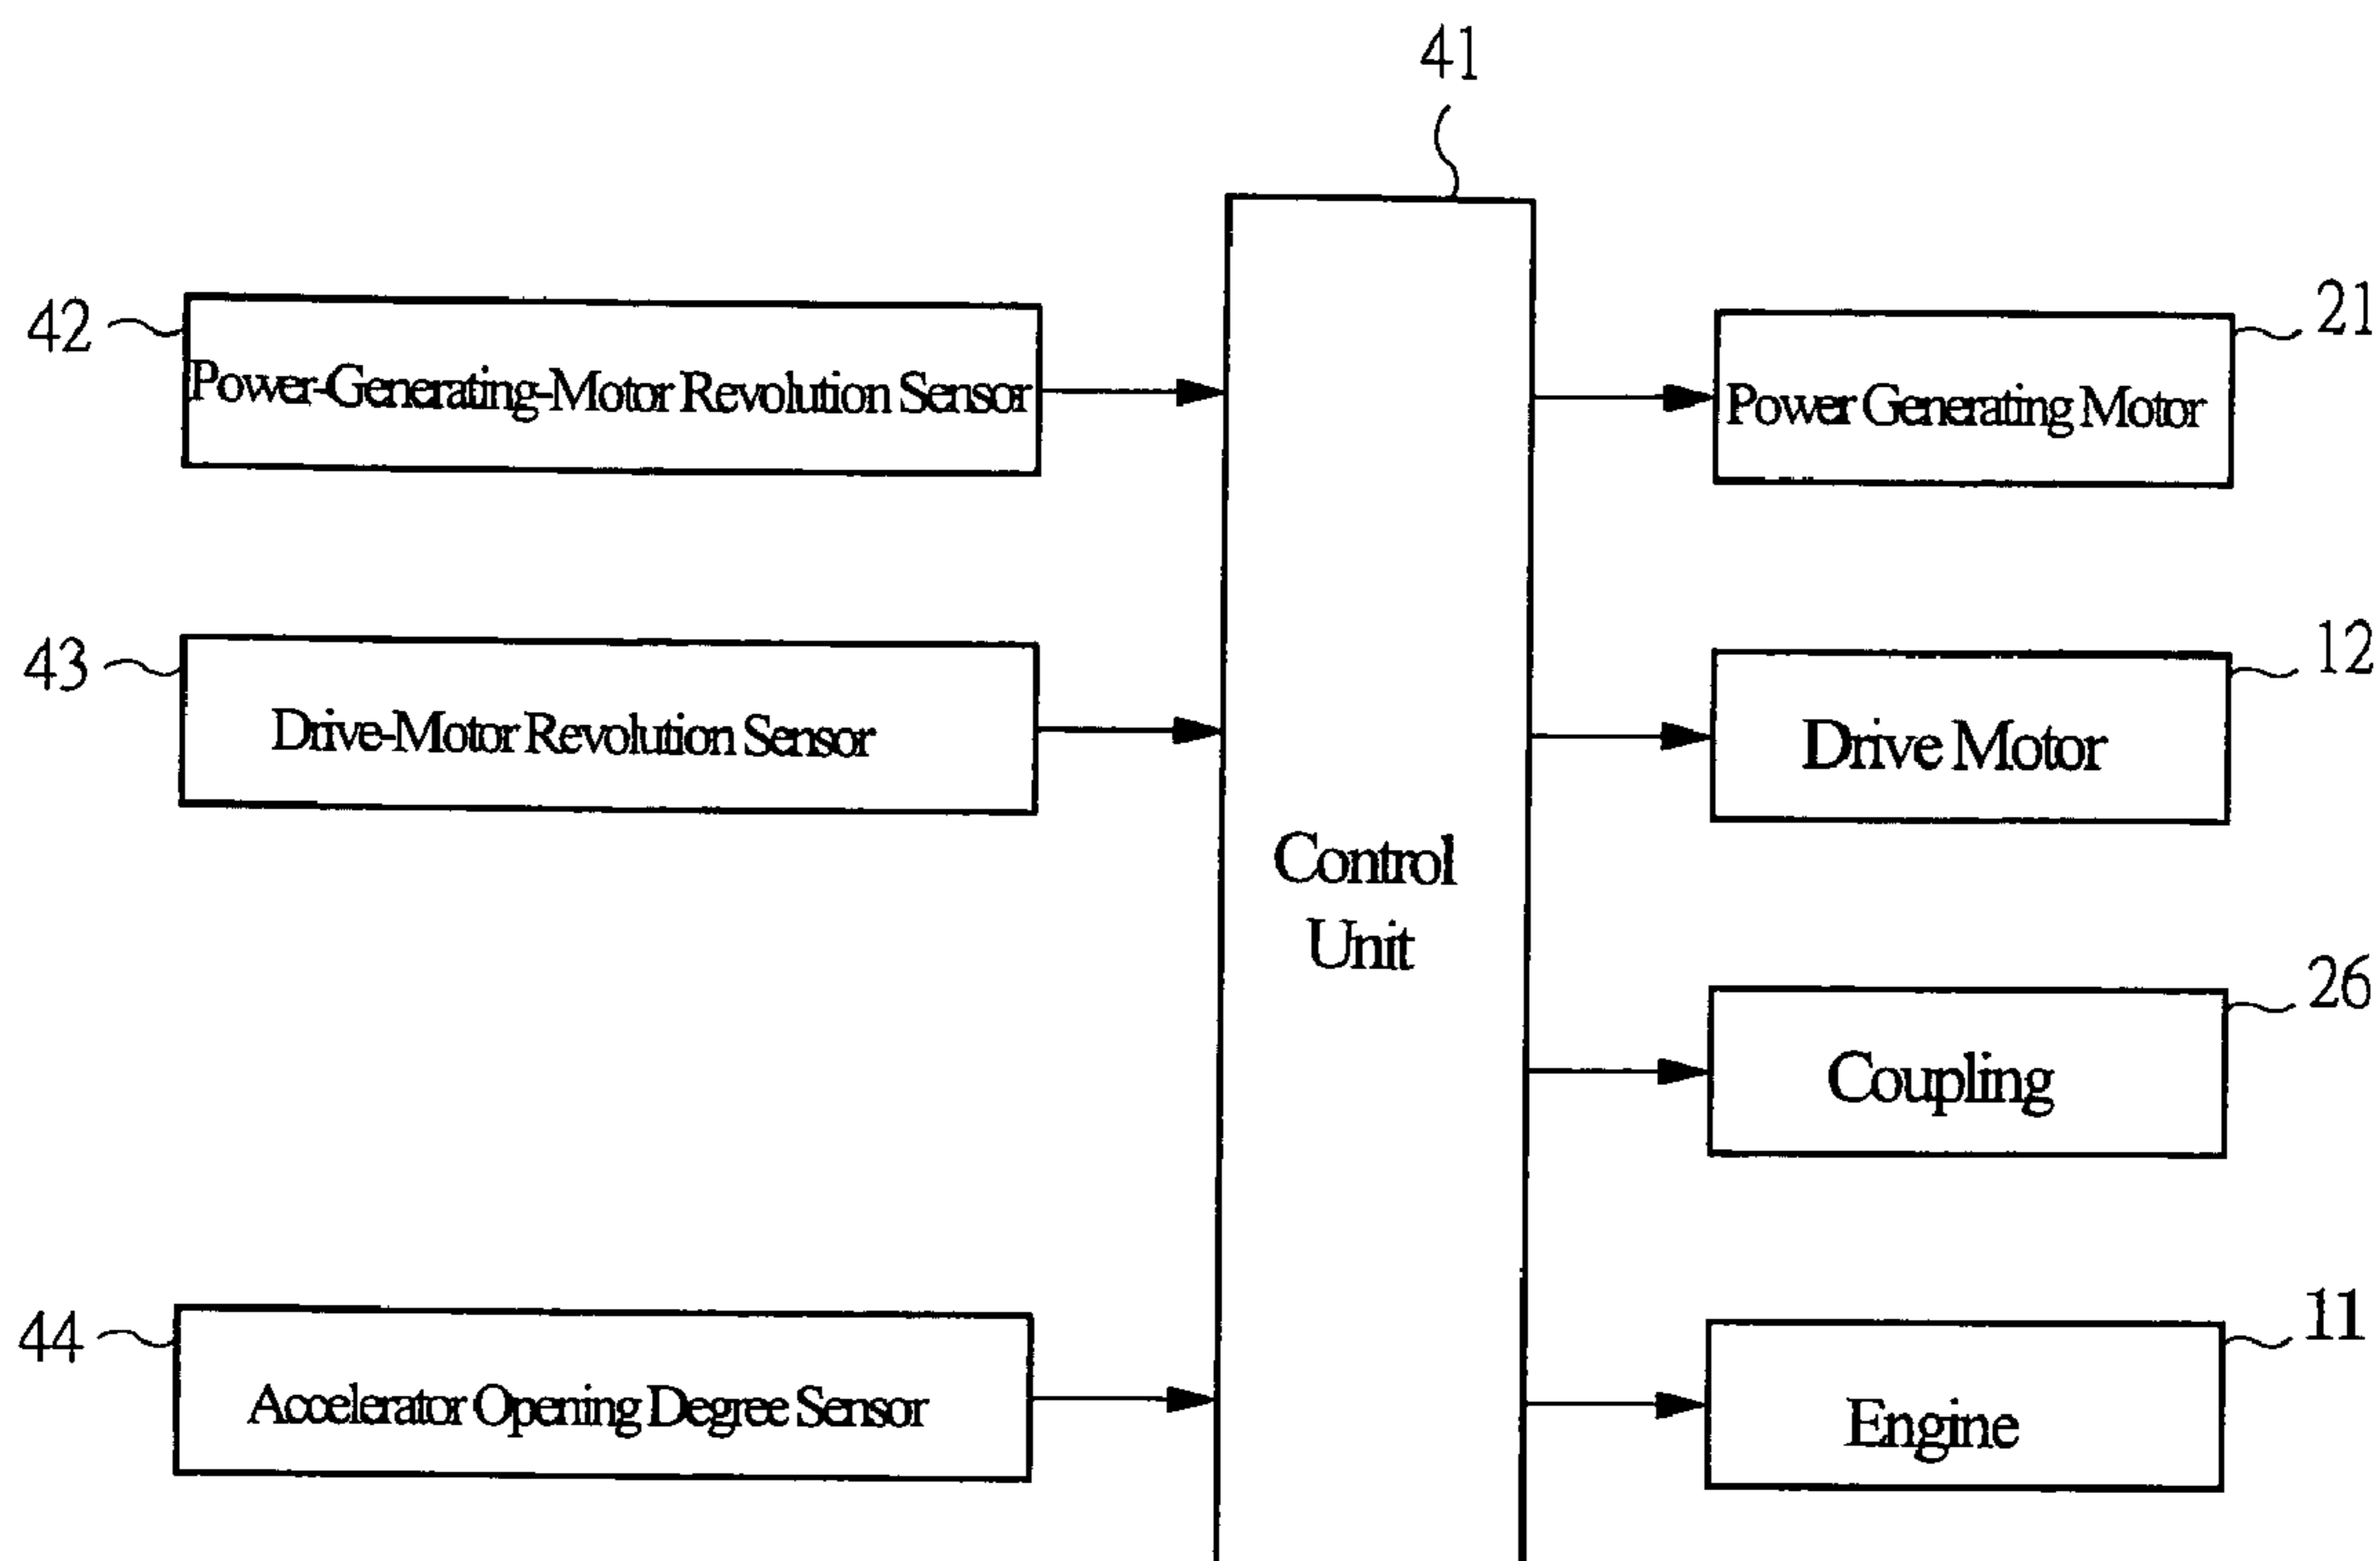 41
42
Power-Generating-Motor Revolution Sensor
21
Power Generating Motor
43
Drive-Motor Revolution Sensor
12
Drive Motor
Control
Unit
26
Coupling
44
Accelerator Opening Degree Sensor
11
Engine